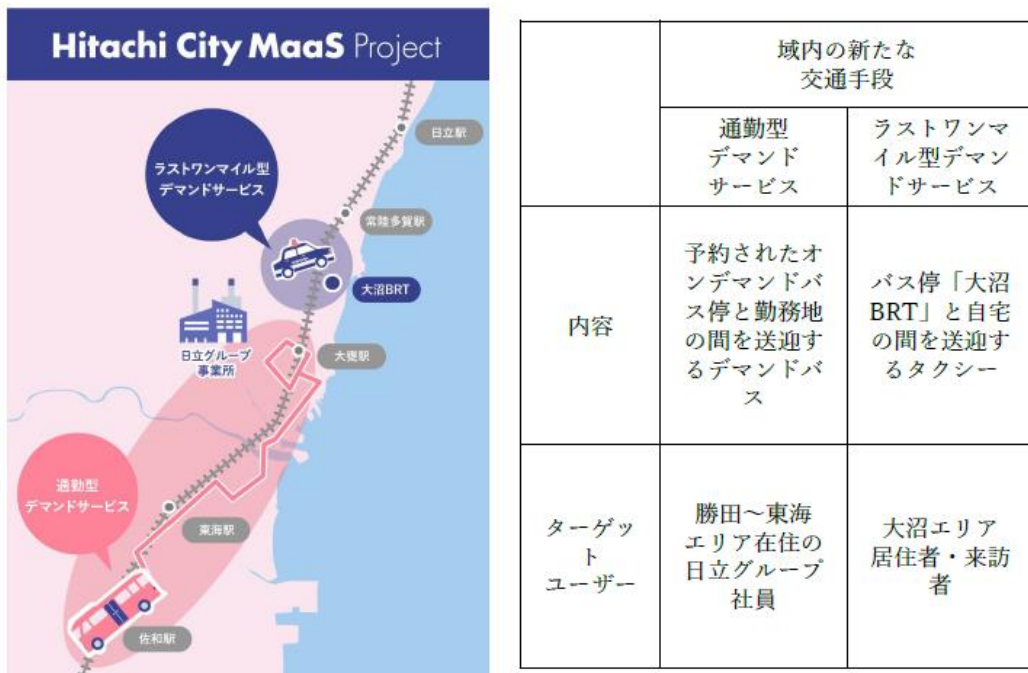 Hitachi City MaaS Project
日立駅
ラストワンマイル型
デマンドサービス
常陸多賀駅
大沼BRT
日立グループ
事業所
大甕駅
通勤型
デマンドサービス
東海駅
佐和駅
域内の新たな
交通手段
通勤型
デマンド
サービス
ラストワンマ
イル型デマン
ドサービス
内容
予約されたオ
ンデマンドバ
ス停と勤務地
の間を送迎す
るデマンドバ
ス
バス停「大沼
BRT」と自宅
の間を送迎す
るタクシー
ターゲッ
ト
ユーザー
勝田～東海
エリア在住の
日立グループ
社員
大沼エリア
居住者・来訪
者